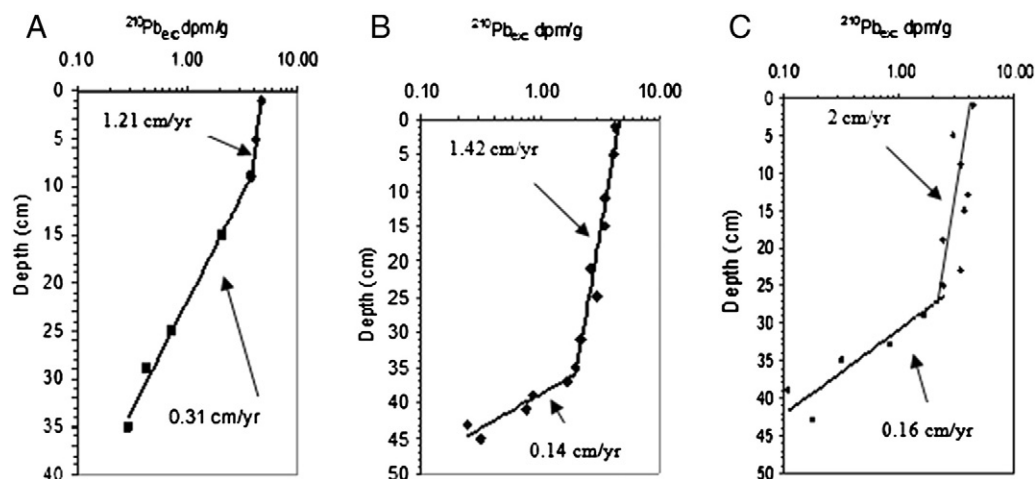 A
²¹⁰Pb_ec dpm/g
0.10 1.00 10.00
0
5
10
15
20
25
30
35
40
Depth (cm)
1.21 cm/yr
0.31 cm/yr
B
²¹⁰Pb_ec dpm/g
0.10 1.00 10.00
0
5
10
15
20
25
30
35
40
45
50
Depth (cm)
1.42 cm/yr
0.14 cm/yr
C
²¹⁰Pb_ec dpm/g
0.10 1.00 10.00
0
5
10
15
20
25
30
35
40
45
50
Depth (cm)
2 cm/yr
0.16 cm/yr